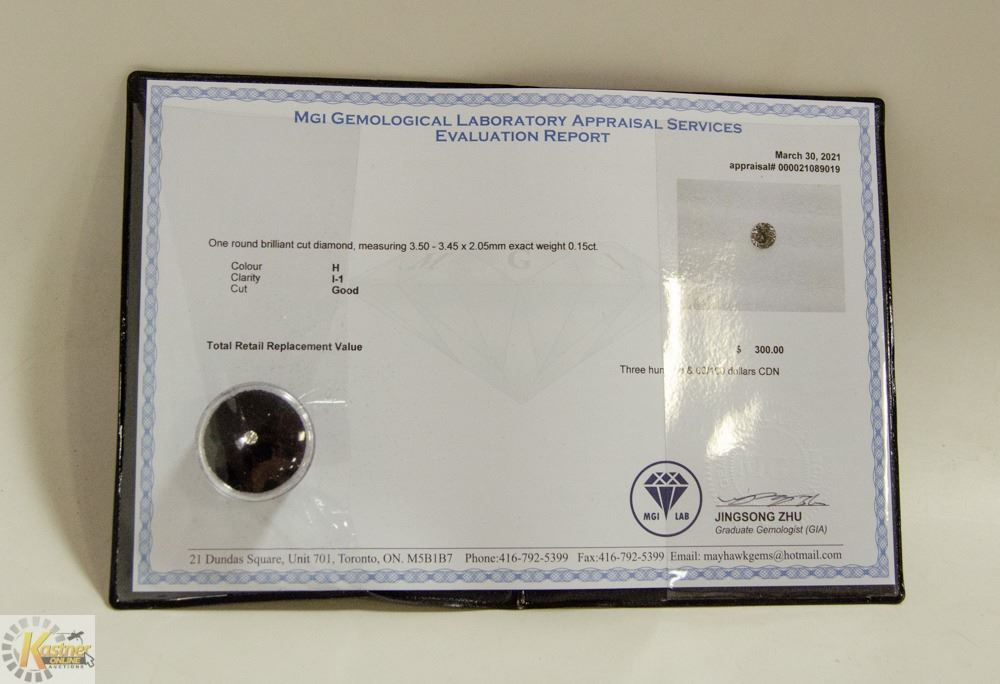 MGI GEMOLOGICAL LABORATORY APPRAISAL SERVICES
EVALUATION REPORT
March 30, 2021
appraisal# 000021089019
One round brilliant cut diamond, measuring 3.50 - 3.45 x 2.05mm exact weight 0.15ct.
Colour H
Clarity I-1
Cut Good
M G I
Total Retail Replacement Value $ 300.00
Three & dollars CDN
MGI LAB
JINGSONG ZHU
Graduate Gemologist (GIA)
21 Dundas Square, Unit 701, Toronto, ON. M5B1B7 Phone:416-792-5399 Fax:416-792-5399 Email: mayhawkgems@hotmail.com
Kastner
ONLINE
AUCTIONS